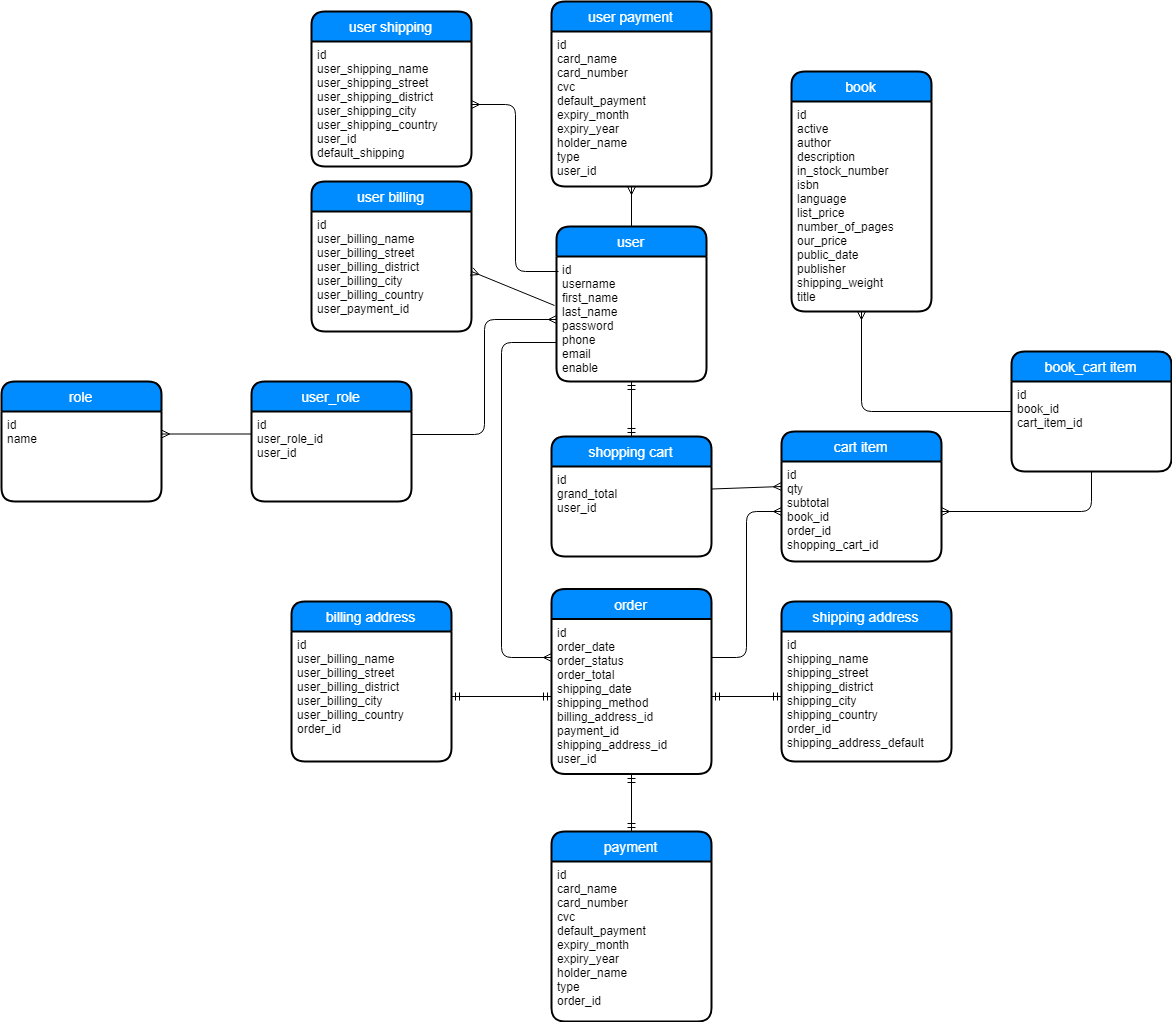 user shipping
id
user_shipping_name
user_shipping_street
user_shipping_district
user_shipping_city
user_shipping_country
user_id
default_shipping
user payment
id
card_name
card_number
cvc
default_payment
expiry_month
expiry_year
holder_name
type
user_id
book
id
active
author
description
in_stock_number
isbn
language
list_price
number_of_pages
our_price
public_date
publisher
shipping_weight
title
user billing
id
user_billing_name
user_billing_street
user_billing_district
user_billing_city
user_billing_country
user_payment_id
user
id
username
first_name
last_name
password
phone
email
enable
role
id
name
user_role
id
user_role_id
user_id
shopping cart
id
grand_total
user_id
cart item
id
qty
subtotal
book_id
order_id
shopping_cart_id
book_cart item
id
book_id
cart_item_id
billing address
id
user_billing_name
user_billing_street
user_billing_district
user_billing_city
user_billing_country
order_id
order
id
order_date
order_status
order_total
shipping_date
shipping_method
billing_address_id
payment_id
shipping_address_id
user_id
shipping address
id
shipping_name
shipping_street
shipping_district
shipping_city
shipping_country
order_id
shipping_address_default
payment
id
card_name
card_number
cvc
default_payment
expiry_month
expiry_year
holder_name
type
order_id